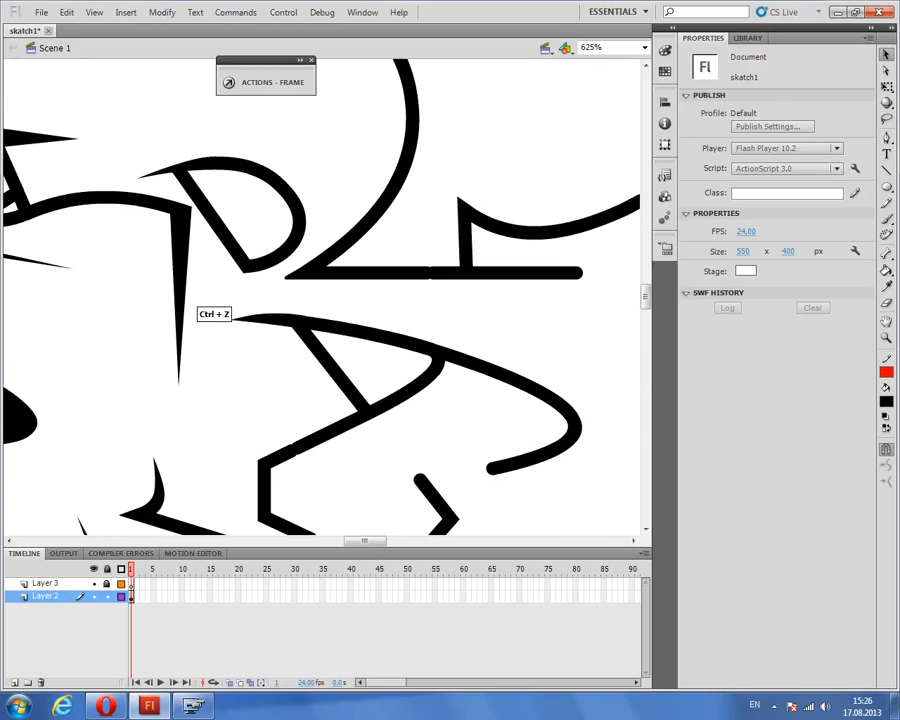 Fl File Edit View Insert Modify Text Commands Control Debug Window Help ESSENTIALS CS Live
skatch1*
Scene 1 625%
ACTIONS - FRAME
Ctrl + Z
PROPERTIES LIBRARY
Fl Document
skatch1
PUBLISH
Profile: Default
Publish Settings...
Player: Flash Player 10.2
Script: ActionScript 3.0
Class:
PROPERTIES
FPS: 24,00
Size: 550 x 400 px
Stage:
SWF HISTORY
Log Clear
TIMELINE OUTPUT COMPILER ERRORS MOTION EDITOR
1 5 10 15 20 25 30 35 40 45 50 55 60 65 70 75 80 85 90
Layer 3
Layer 2
1 24,00 fps 0,0 s
Fl EN 15:26
17.08.2013